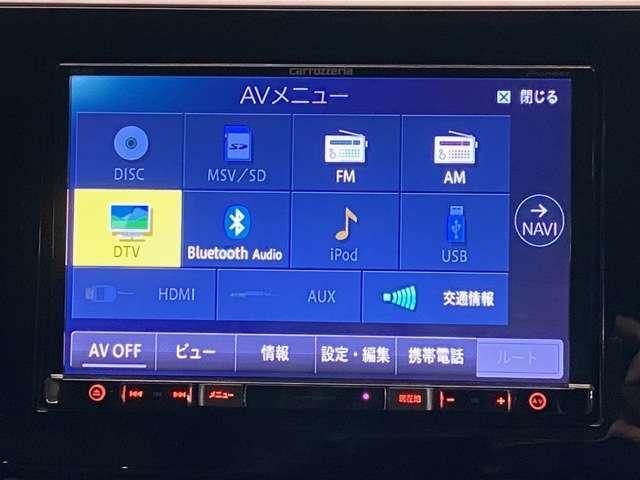 carrozzeria
Pioneer
AVメニュー
閉じる
DISC
MSV/SD
SD
FM
AM
DTV
Bluetooth Audio
iPod
USB
NAVI
HDMI
AUX
交通情報
AV OFF
ビュー
情報
設定・編集
携帯電話
ルート
メニュー
現在地
AV